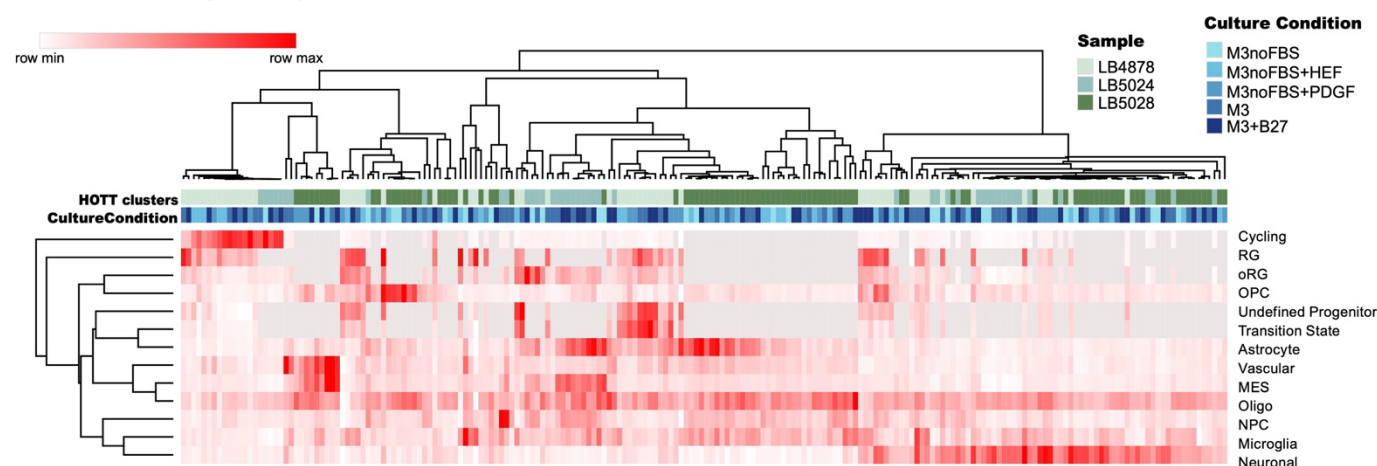 row min
row max
Sample
LB4878
LB5024
LB5028
Culture Condition
M3noFBS
M3noFBS+HEF
M3noFBS+PDGF
M3
M3+B27
HOTT clusters
CultureCondition
Cycling
RG
oRG
OPC
Undefined Progenitor
Transition State
Astrocyte
Vascular
MES
Oligo
NPC
Microglia
Neuronal